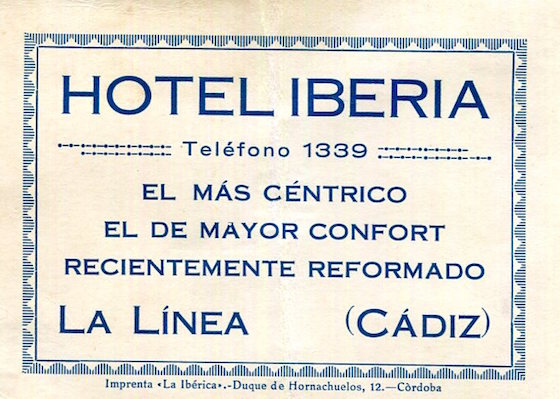 HOTEL IBERIA
Teléfono 1339
EL MÁS CÉNTRICO
EL DE MAYOR CONFORT
RECIENTEMENTE REFORMADO
LA LÍNEA (CÁDIZ)
Imprenta «La Ibérica».-Duque de Hornachuelos, 12.—Còrdoba